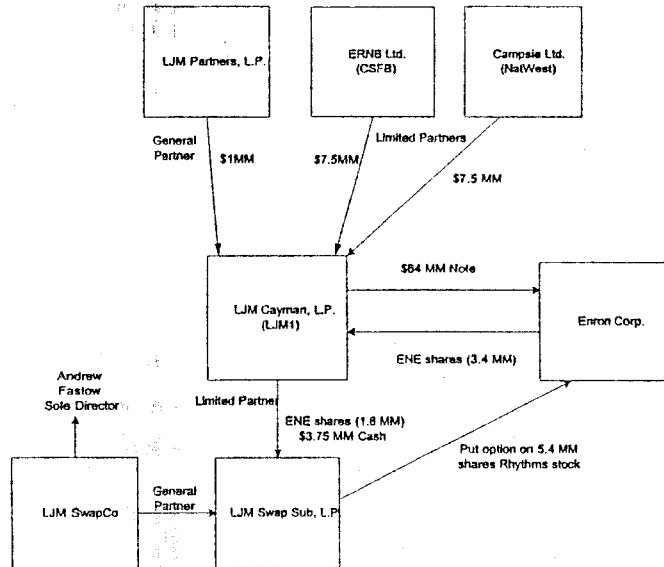 LJM Partners, L.P.
ERNB Ltd.
(CSFB)
Campsie Ltd.
(NatWest)
General
Partner
$1MM
$7.5MM
Limited Partners
$7.5 MM
LJM Cayman, L.P.
(LJM1)
$64 MM Note
Enron Corp.
ENE shares (3.4 MM)
Andrew
Fastow
Sole Director
Limited Partner
ENE shares (1.6 MM)
$3.75 MM Cash
Put option on 5.4 MM
shares Rhythms stock
LJM SwapCo
General
Partner
LJM Swap Sub, L.P.